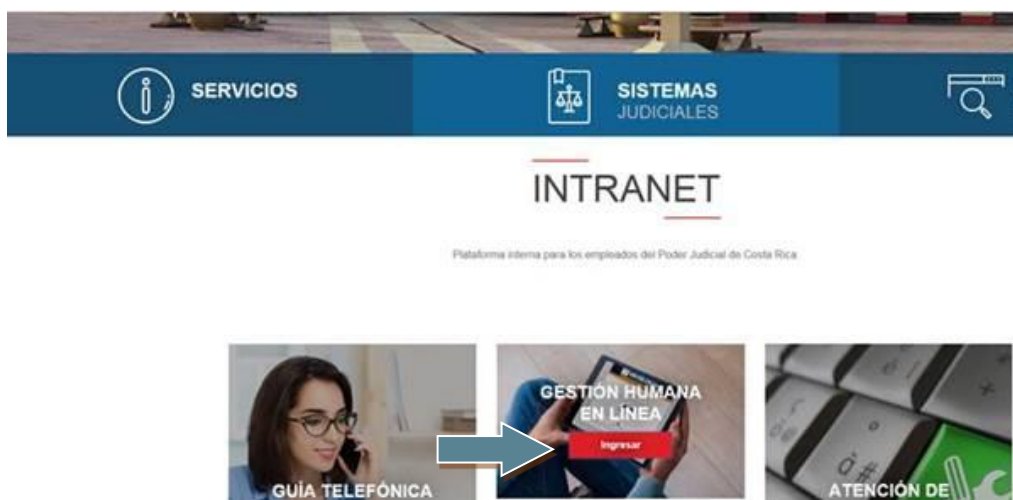 SERVICIOS
SISTEMAS
JUDICIALES
INTRANET
Plataforma interna para los empleados del Poder Judicial de Costa Rica
GUÍA TELEFÓNICA
GESTIÓN HUMANA
EN LÍNEA
Ingresar
ATENCIÓN DE